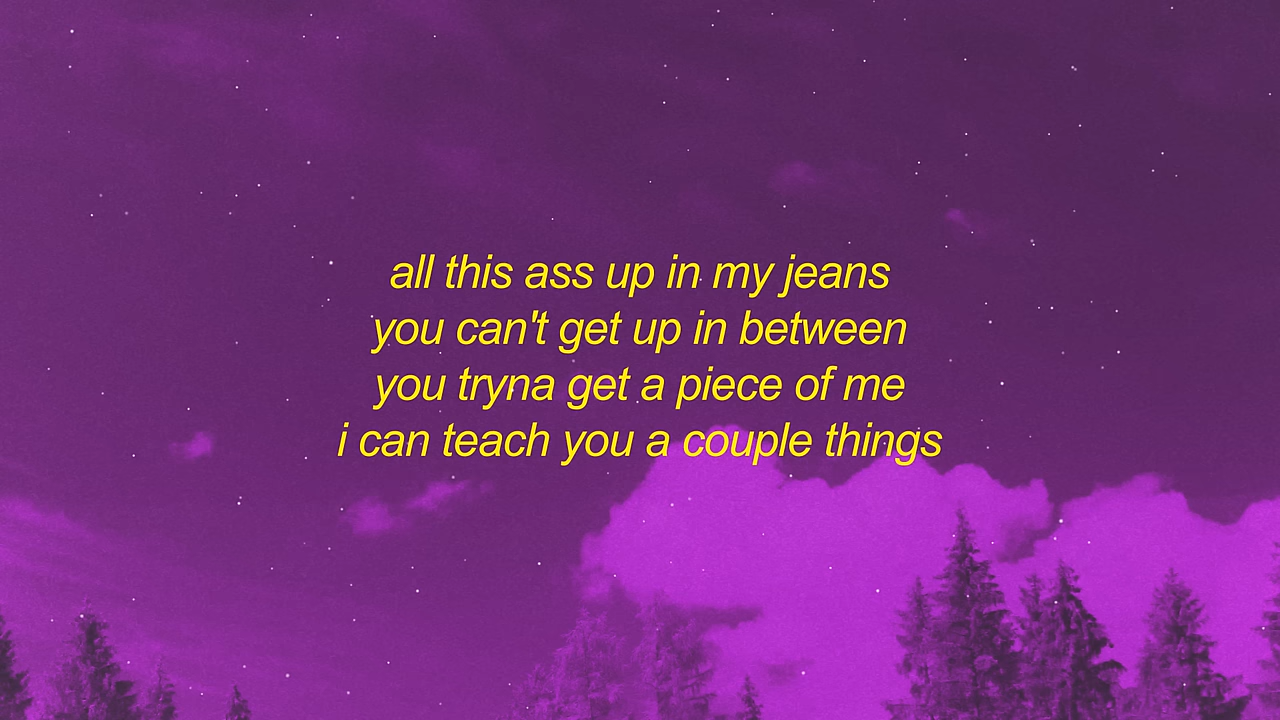 all this ass up in my jeans
you can't get up in between
you tryna get a piece of me
i can teach you a couple things